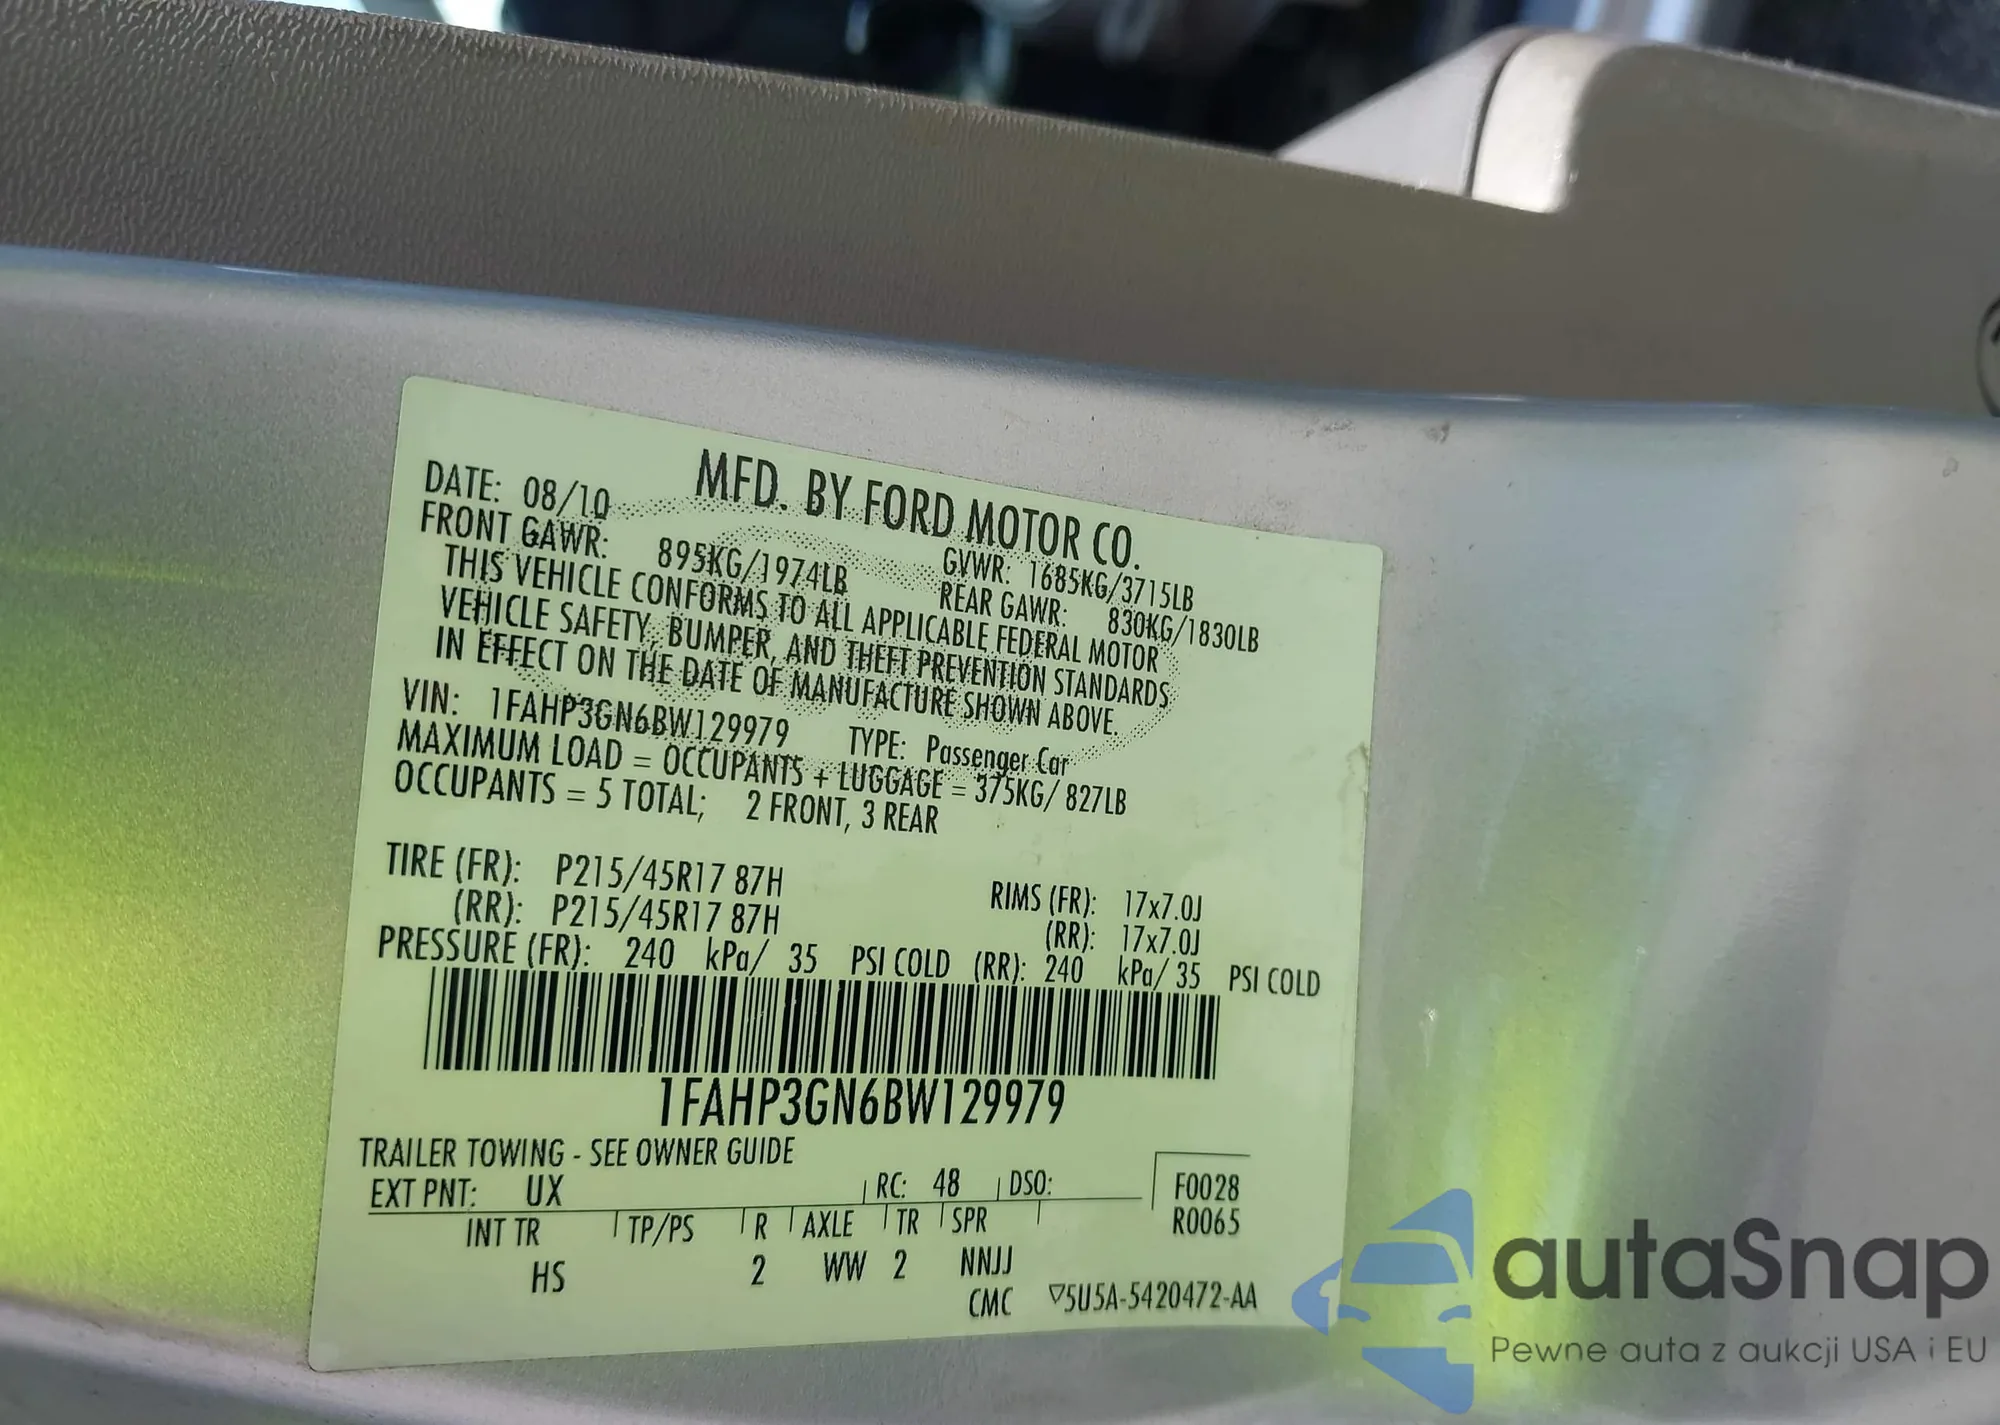 MFD. BY FORD MOTOR CO.
DATE: 08/10 GVWR: 1685KG/3715LB
FRONT GAWR: 895KG/1974LB REAR GAWR: 830KG/1830LB
THIS VEHICLE CONFORMS TO ALL APPLICABLE FEDERAL MOTOR
VEHICLE SAFETY, BUMPER, AND THEFT PREVENTION STANDARDS
IN EFFECT ON THE DATE OF MANUFACTURE SHOWN ABOVE.
VIN: 1FAHP3GN6BW129979 TYPE: Passenger Car
MAXIMUM LOAD = OCCUPANTS + LUGGAGE = 375KG/ 827LB
OCCUPANTS = 5 TOTAL; 2 FRONT, 3 REAR
TIRE (FR): P215/45R17 87H RIMS (FR): 17x7.0J
(RR): P215/45R17 87H (RR): 17x7.0J
PRESSURE (FR): 240 kPa/ 35 PSI COLD (RR): 240 kPa/ 35 PSI COLD
1FAHP3GN6BW129979
TRAILER TOWING - SEE OWNER GUIDE
EXT PNT: UX RC: 48 DSO: F0028
INT TR TP/PS R AXLE TR SPR R0065
HS 2 WW 2 NNJJ
CMC ▽5U5A-5420472-AA
autaSnap
Pewne auta z aukcji USA i EU